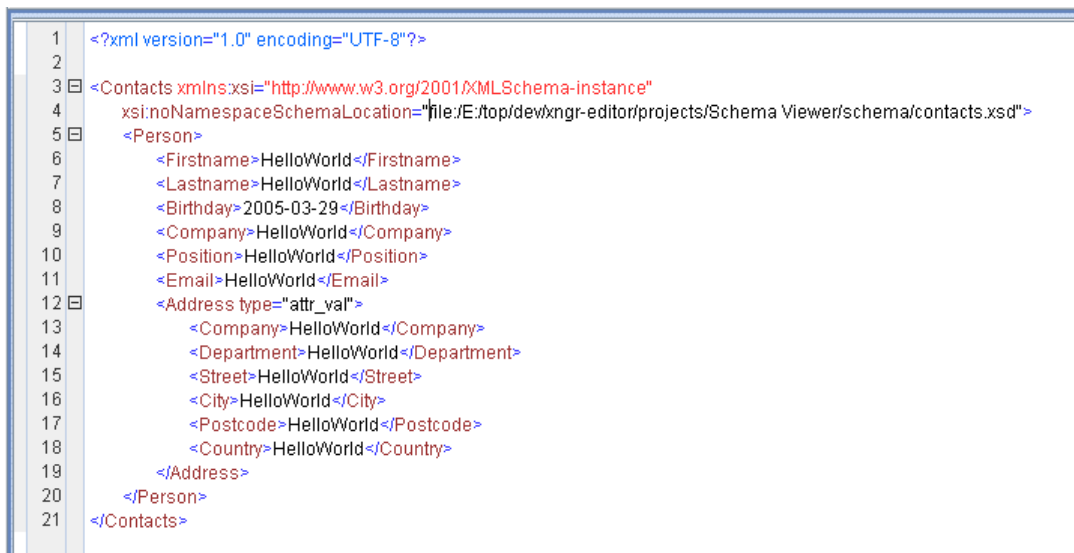 1 <?xml version="1.0" encoding="UTF-8"?>
2
3 <Contacts xmlns:xsi="http://www.w3.org/2001/XMLSchema-instance"
4 xsi:noNamespaceSchemaLocation="file:/E:/top/dev/xngr-editor/projects/Schema Viewer/schema/contacts.xsd">
5 <Person>
6 <Firstname>HelloWorld</Firstname>
7 <Lastname>HelloWorld</Lastname>
8 <Birthday>2005-03-29</Birthday>
9 <Company>HelloWorld</Company>
10 <Position>HelloWorld</Position>
11 <Email>HelloWorld</Email>
12 <Address type="attr_val">
13 <Company>HelloWorld</Company>
14 <Department>HelloWorld</Department>
15 <Street>HelloWorld</Street>
16 <City>HelloWorld</City>
17 <Postcode>HelloWorld</Postcode>
18 <Country>HelloWorld</Country>
19 </Address>
20 </Person>
21 </Contacts>